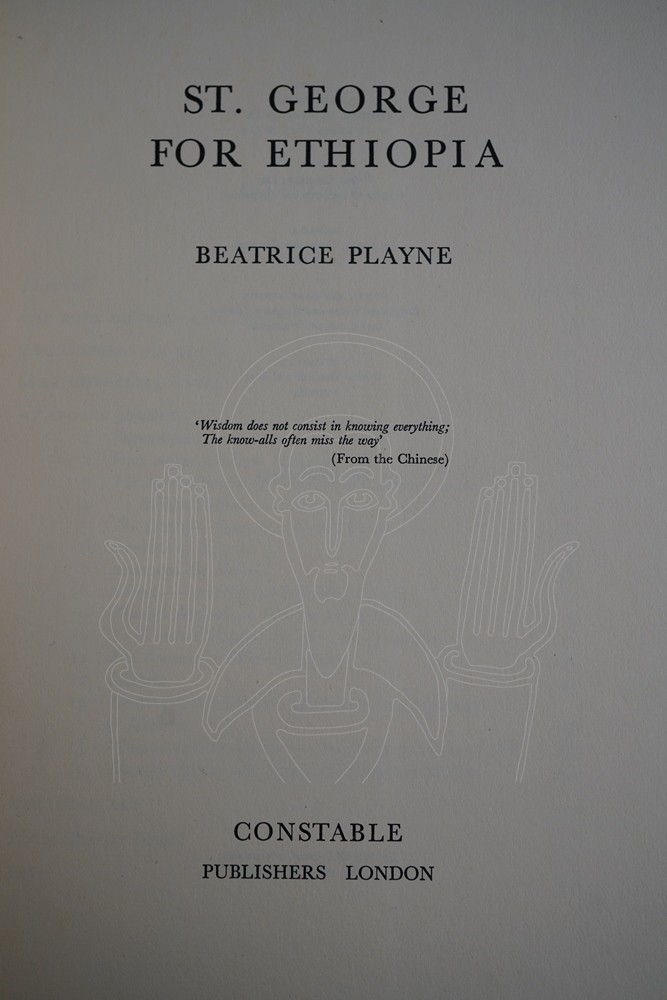 ST. GEORGE
FOR ETHIOPIA
BEATRICE PLAYNE
‘Wisdom does not consist in knowing everything;
The know-alls often miss the way’
(From the Chinese)
CONSTABLE
PUBLISHERS LONDON